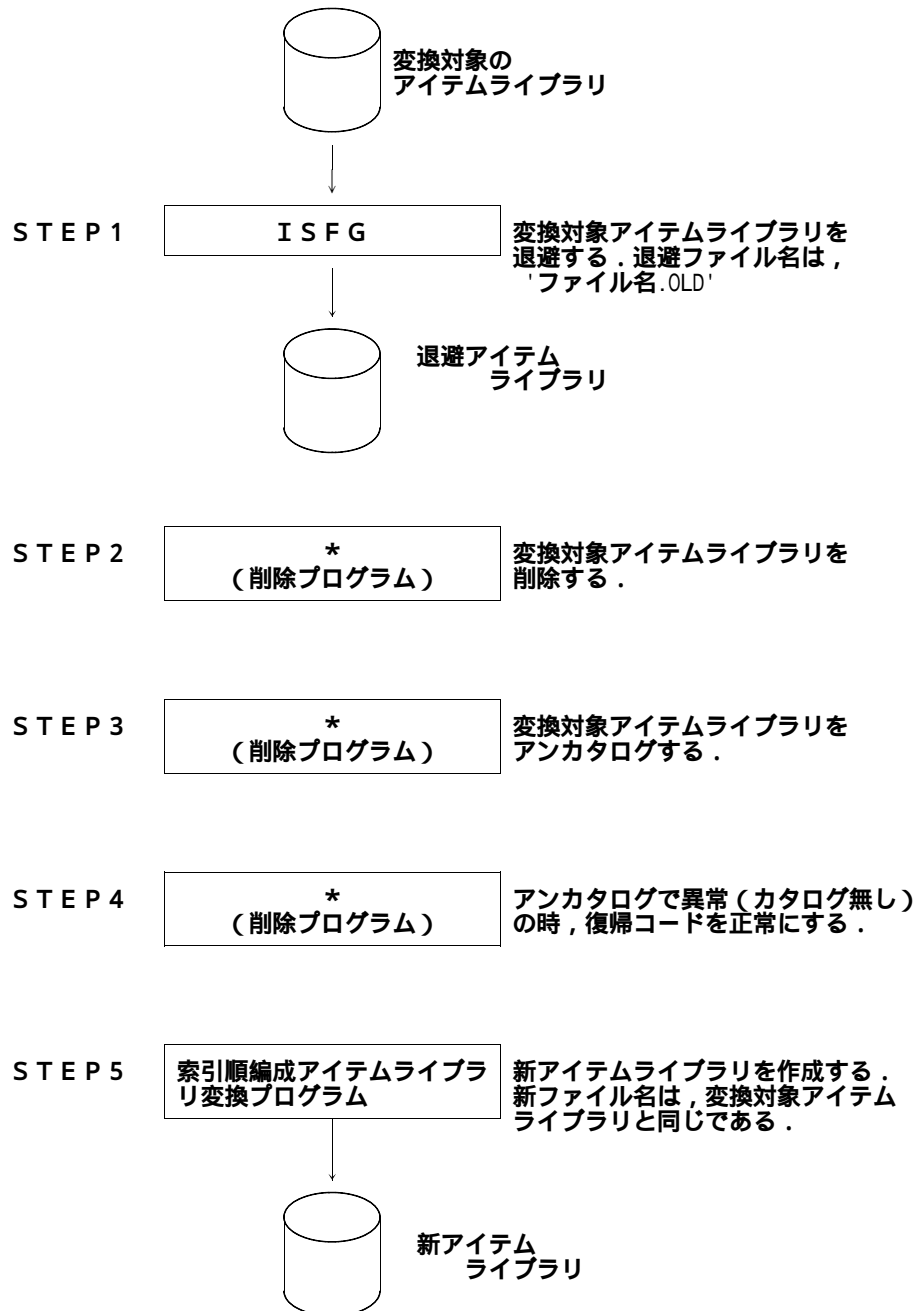 変換対象の
アイテムライブラリ
ＳＴＥＰ１
ＩＳＦＧ
変換対象アイテムライブラリを
退避する．退避ファイル名は，
'ファイル名.OLD'
退避アイテム
ライブラリ
ＳＴＥＰ２
*
（削除プログラム）
変換対象アイテムライブラリを
削除する．
ＳＴＥＰ３
*
（削除プログラム）
変換対象アイテムライブラリを
アンカタログする．
ＳＴＥＰ４
*
（削除プログラム）
アンカタログで異常（カタログ無し）
の時，復帰コードを正常にする．
ＳＴＥＰ５
索引順編成アイテムライブラ
リ変換プログラム
新アイテムライブラリを作成する．
新ファイル名は，変換対象アイテム
ライブラリと同じである．
新アイテム
ライブラリ